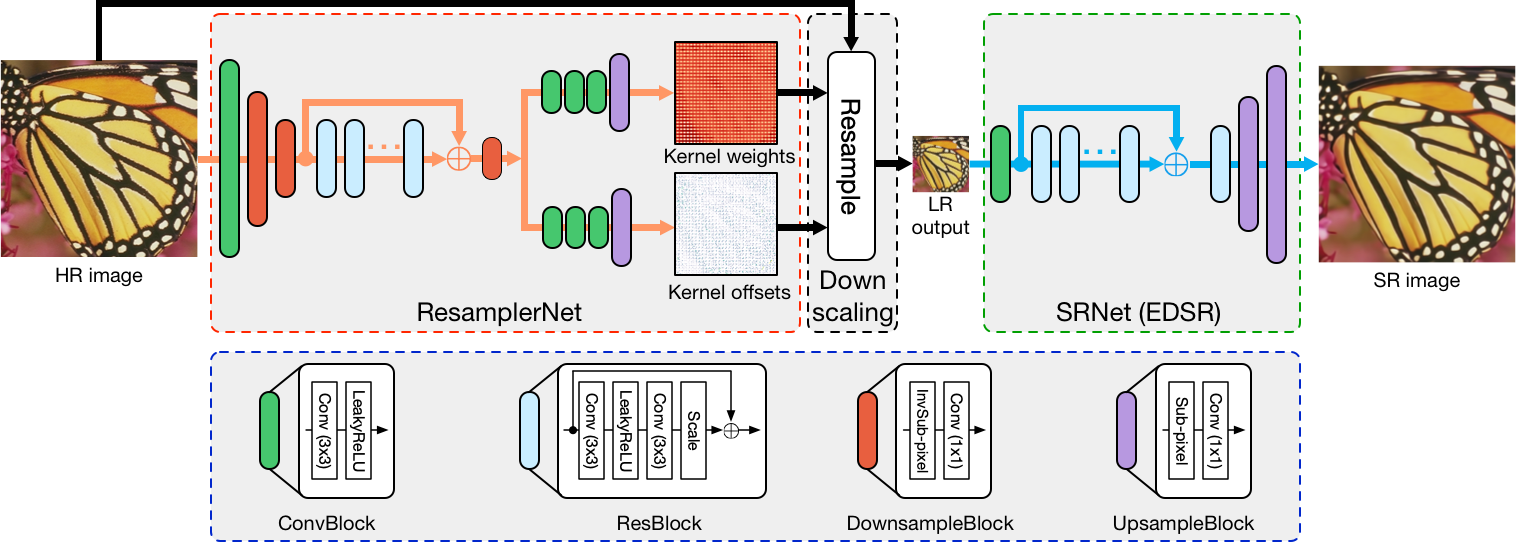 HR image
Kernel weights
Kernel offsets
ResamplerNet
Resample
Down
scaling
LR
output
SRNet (EDSR)
SR image
Conv (3x3)
LeakyReLU
ConvBlock
Conv (3x3)
LeakyReLU
Conv (3x3)
Scale
ResBlock
InvSub-pixel
Conv (1x1)
DownsampleBlock
Sub-pixel
Conv (1x1)
UpsampleBlock